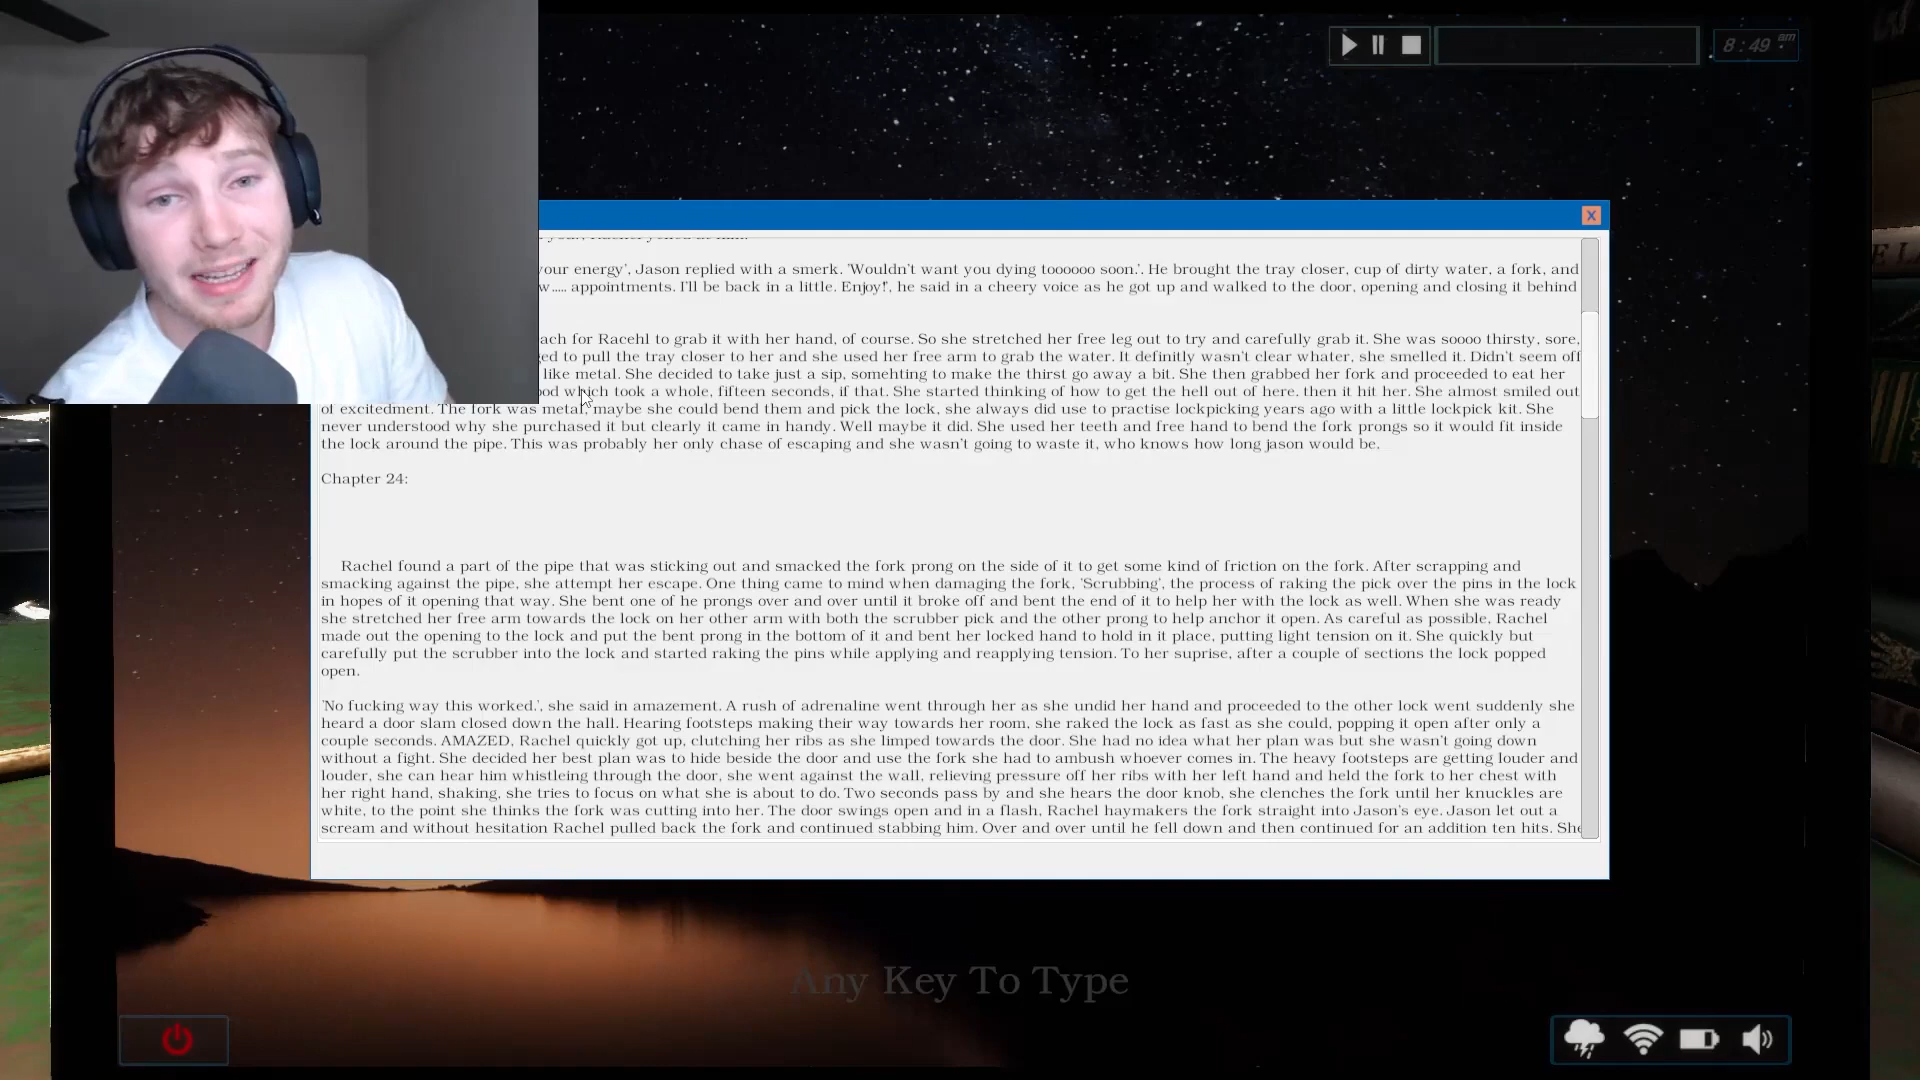 8:49 am
X
your energy', Jason replied with a smerk. 'Wouldn't want you dying toooooo soon.'. He brought the tray closer, cup of dirty water, a fork, and
w..... appointments. I'll be back in a little. Enjoy!', he said in a cheery voice as he got up and walked to the door, opening and closing it behind
ach for Racehl to grab it with her hand, of course. So she stretched her free leg out to try and carefully grab it. She was soooo thirsty, sore,
ged to pull the tray closer to her and she used her free arm to grab the water. It definitly wasn't clear whater, she smelled it. Didn't seem off
like metal. She decided to take just a sip, somehting to make the thirst go away a bit. She then grabbed her fork and proceeded to eat her
ood which took a whole, fifteen seconds, if that. She started thinking of how to get the hell out of here. then it hit her. She almost smiled out
of excitedment. The fork was metal, maybe she could bend them and pick the lock, she always did use to practise lockpicking years ago with a little lockpick kit. She
never understood why she purchased it but clearly it came in handy. Well maybe it did. She used her teeth and free hand to bend the fork prongs so it would fit inside
the lock around the pipe. This was probably her only chase of escaping and she wasn't going to waste it, who knows how long jason would be.
Chapter 24:
Rachel found a part of the pipe that was sticking out and smacked the fork prong on the side of it to get some kind of friction on the fork. After scrapping and
smacking against the pipe, she attempt her escape. One thing came to mind when damaging the fork, 'Scrubbing', the process of raking the pick over the pins in the lock
in hopes of it opening that way. She bent one of he prongs over and over until it broke off and bent the end of it to help her with the lock as well. When she was ready
she stretched her free arm towards the lock on her other arm with both the scrubber pick and the other prong to help anchor it open. As careful as possible, Rachel
made out the opening to the lock and put the bent prong in the bottom of it and bent her locked hand to hold in it place, putting light tension on it. She quickly but
carefully put the scrubber into the lock and started raking the pins while applying and reapplying tension. To her suprise, after a couple of sections the lock popped
open.
'No fucking way this worked.', she said in amazement. A rush of adrenaline went through her as she undid her hand and proceeded to the other lock went suddenly she
heard a door slam closed down the hall. Hearing footsteps making their way towards her room, she raked the lock as fast as she could, popping it open after only a
couple seconds. AMAZED, Rachel quickly got up, clutching her ribs as she limped towards the door. She had no idea what her plan was but she wasn't going down
without a fight. She decided her best plan was to hide beside the door and use the fork she had to ambush whoever comes in. The heavy footsteps are getting louder and
louder, she can hear him whistleing through the door, she went against the wall, relieving pressure off her ribs with her left hand and held the fork to her chest with
her right hand, shaking, she tries to focus on what she is about to do. Two seconds pass by and she hears the door knob, she clenches the fork until her knuckles are
white, to the point she thinks the fork was cutting into her. The door swings open and in a flash, Rachel haymakers the fork straight into Jason's eye. Jason let out a
scream and without hesitation Rachel pulled back the fork and continued stabbing him. Over and over until he fell down and then continued for an addition ten hits. She
Any Key To Type